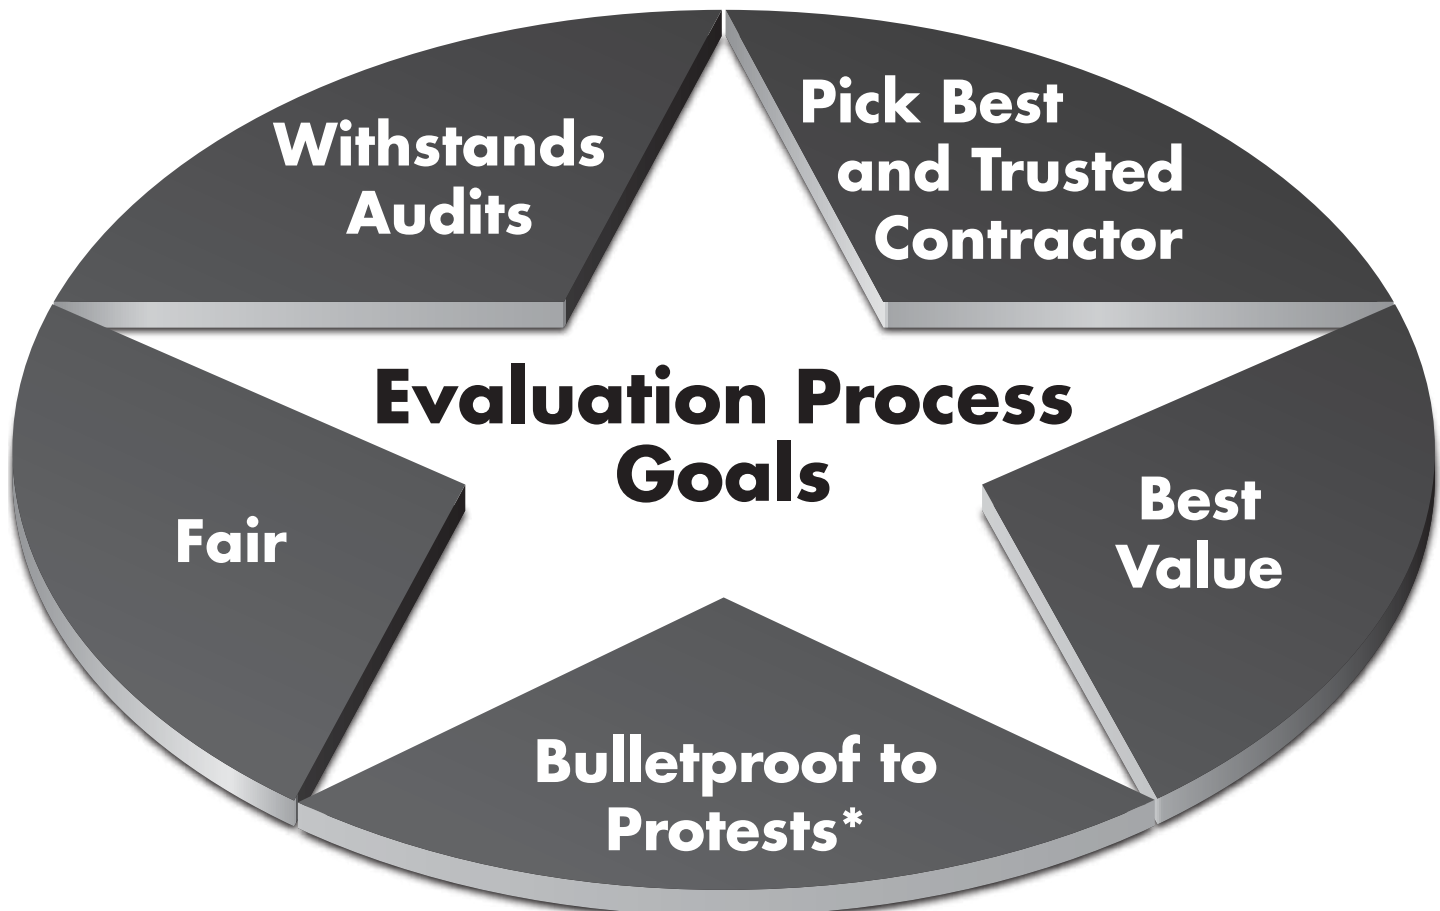 Withstands
Audits
Pick Best
and Trusted
Contractor
Evaluation Process
Goals
Fair
Best
Value
Bulletproof to
Protests*